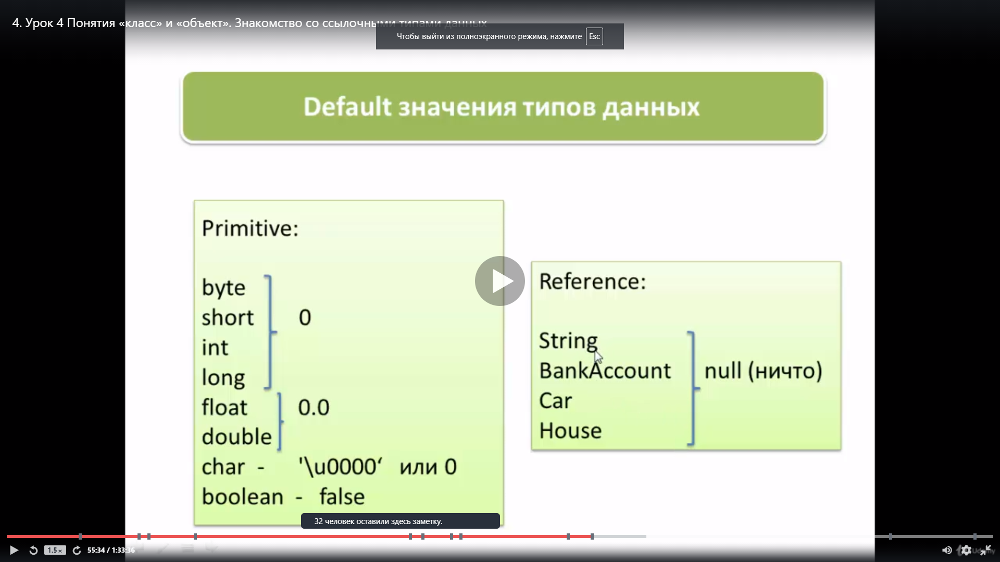 4. Урок 4 Понятия «класс» и «объект». Знакомство со ссылочными типами данных
Чтобы выйти из полноэкранного режима, нажмите Esc
Default значения типов данных
Primitive:
byte
short 0
int
long
float 0.0
double
char - '\u0000‘ или 0
boolean - false
Reference:
String
BankAccount null (ничто)
Car
House
32 человек оставили здесь заметку.
1.5× 55:34 / 1:33:36
Udemy